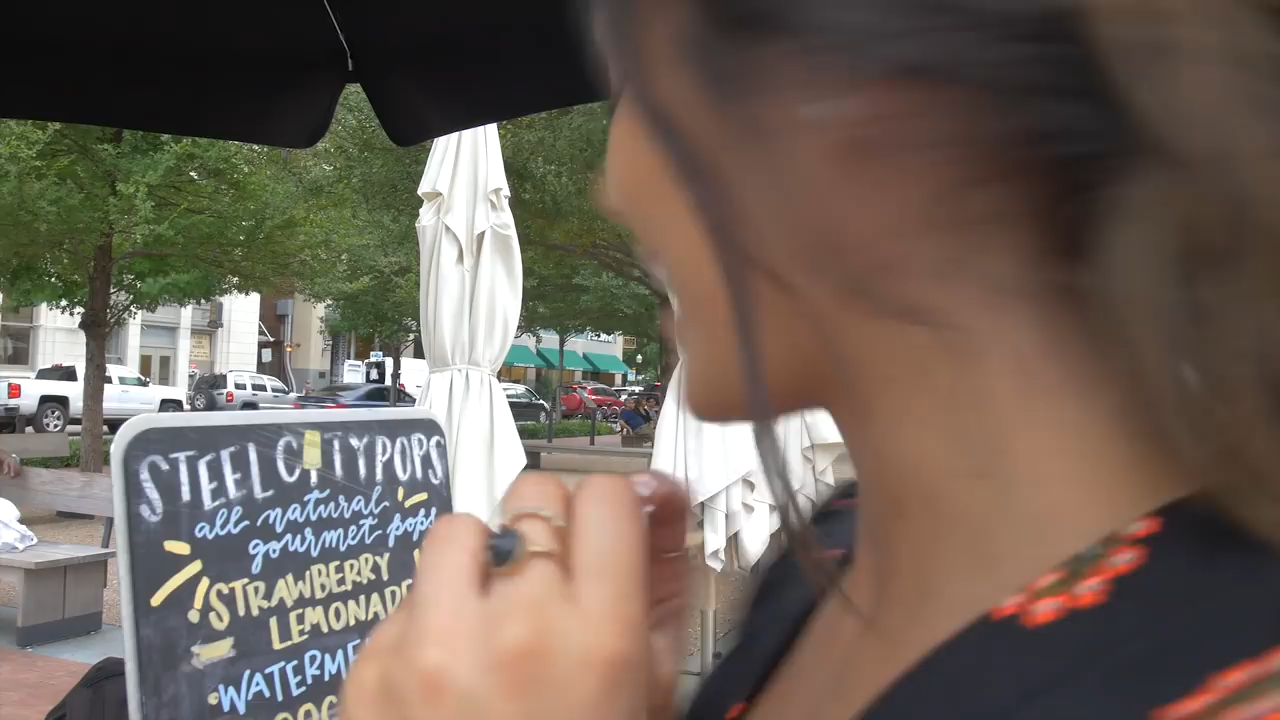 STEEL CITY POPS
all natural
gourmet pops
STRAWBERRY
LEMONADE